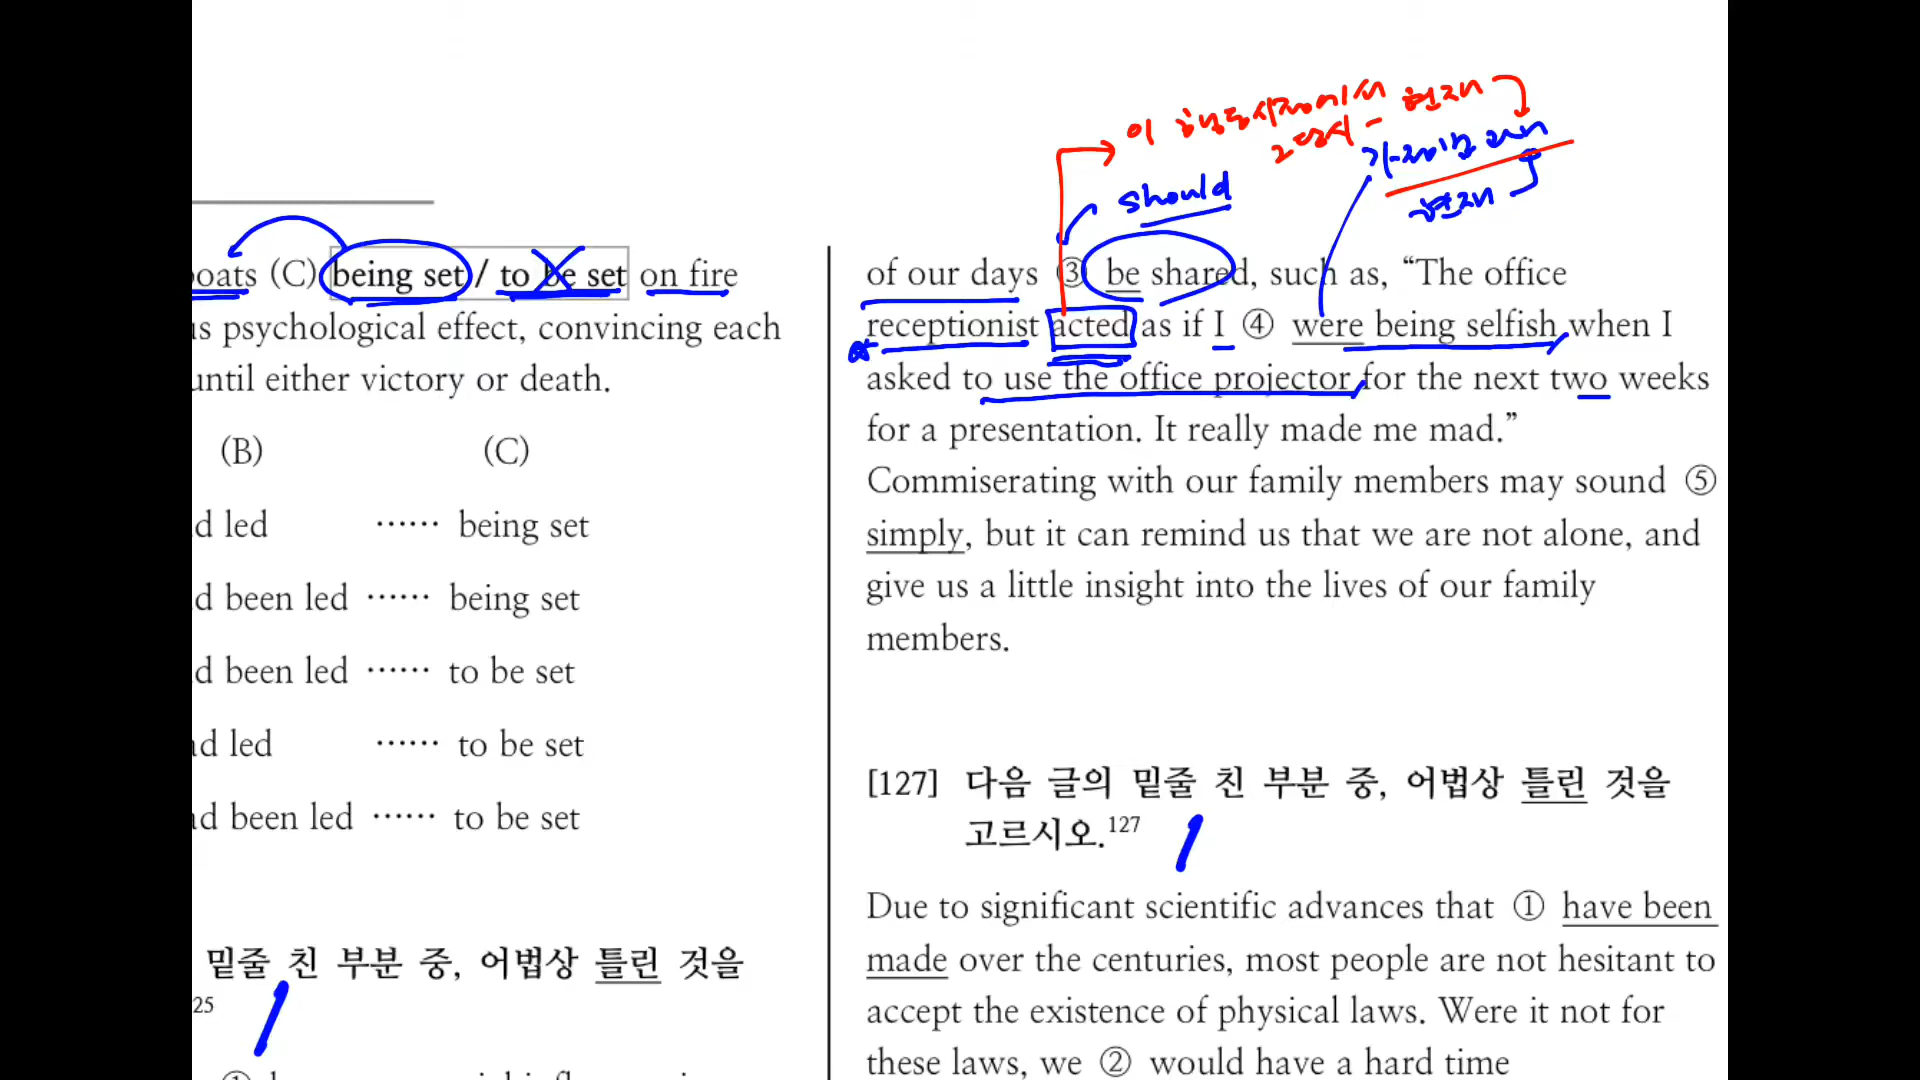 should
boats (C) being set / to be set on fire
us psychological effect, convincing each
until either victory or death.
(B) (C)
d led ⋯⋯ being set
d been led ⋯⋯ being set
d been led ⋯⋯ to be set
d led ⋯⋯ to be set
d been led ⋯⋯ to be set
밑줄 친 부분 중, 어법상 틀린 것을
25
of our days ③ be shared, such as, “The office
receptionist acted as if I ④ were being selfish when I
asked to use the office projector for the next two weeks
for a presentation. It really made me mad.”
Commiserating with our family members may sound ⑤
simply, but it can remind us that we are not alone, and
give us a little insight into the lives of our family
members.
[127] 다음 글의 밑줄 친 부분 중, 어법상 틀린 것을
고르시오.127
Due to significant scientific advances that ① have been
made over the centuries, most people are not hesitant to
accept the existence of physical laws. Were it not for
these laws, we ② would have a hard time